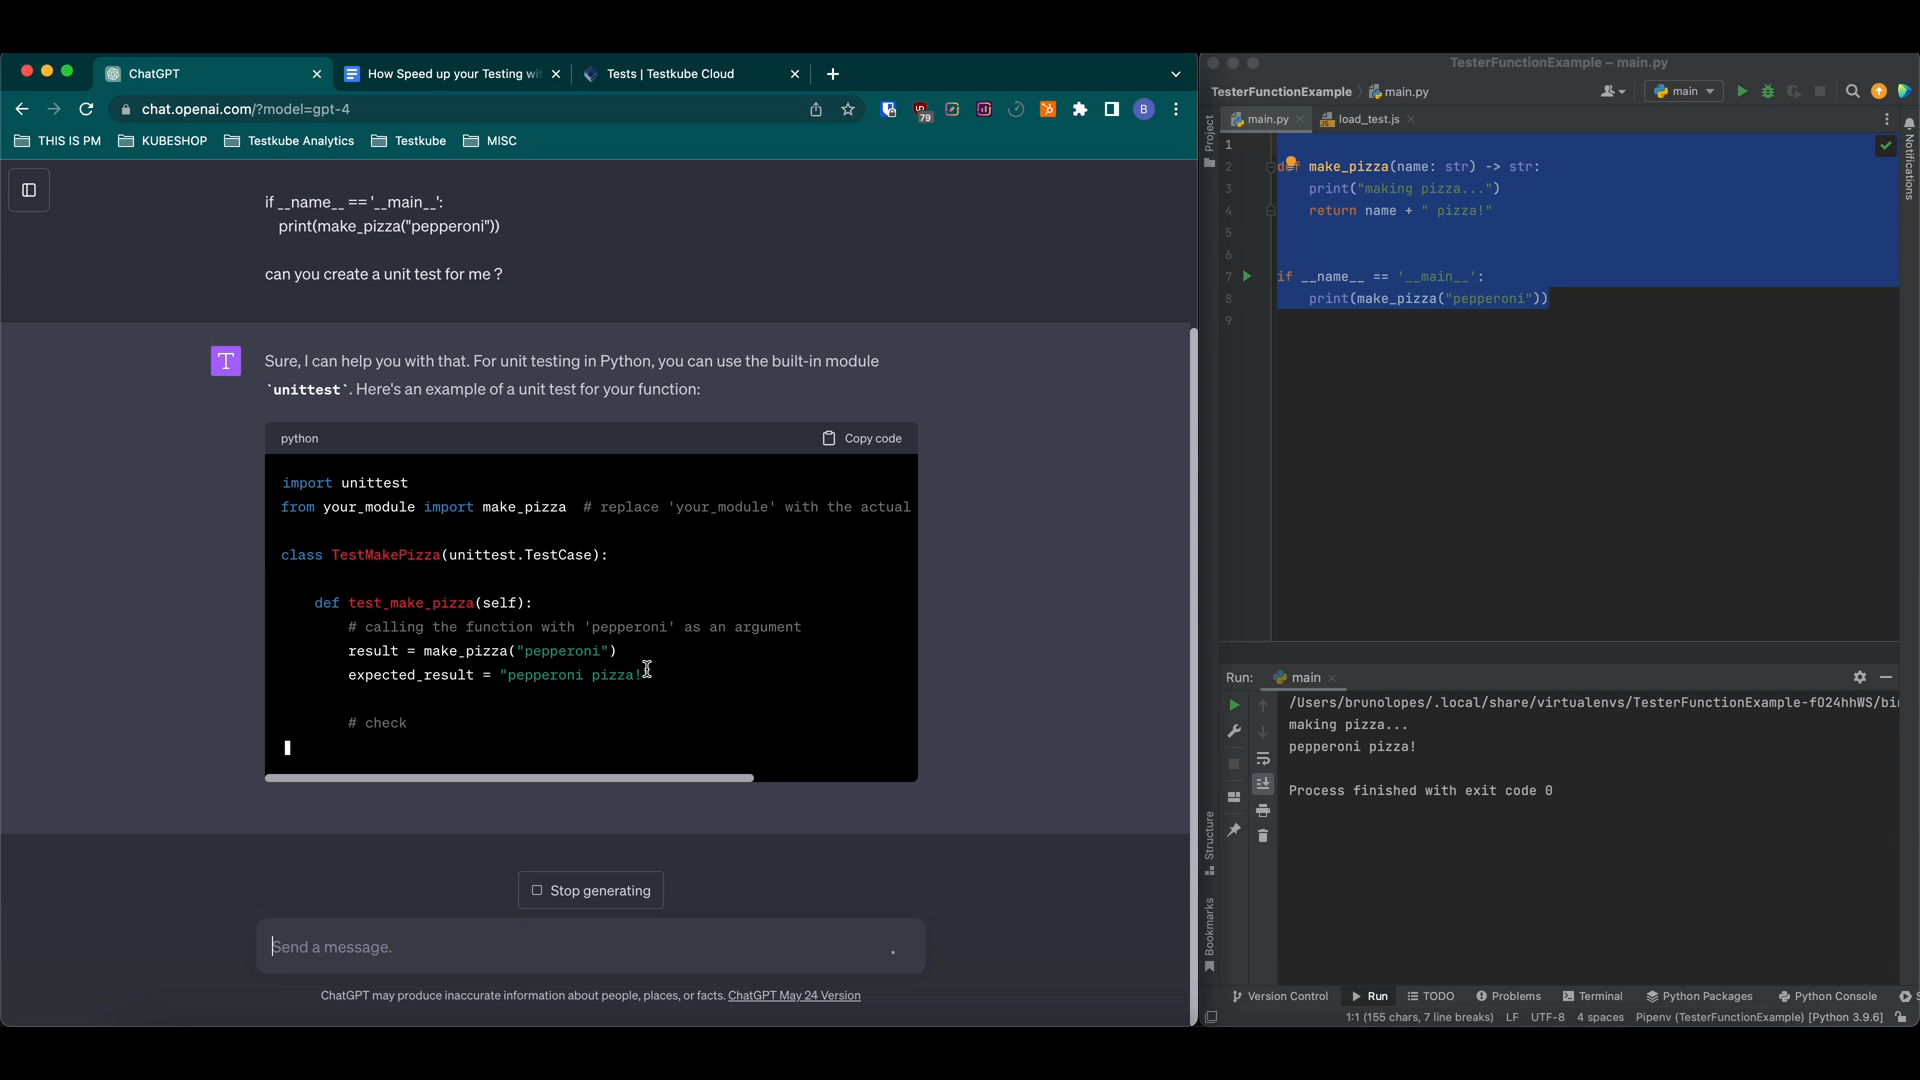 ChatGPT
How Speed up your Testing wi
Tests | Testkube Cloud
chat.openai.com/?model=gpt-4
79
B
THIS IS PM
KUBESHOP
Testkube Analytics
Testkube
MISC
if __name__ == '__main__':
print(make_pizza("pepperoni"))
can you create a unit test for me ?
T
Sure, I can help you with that. For unit testing in Python, you can use the built-in module
`unittest`. Here's an example of a unit test for your function:
python
Copy code
import unittest
from your_module import make_pizza # replace 'your_module' with the actual
class TestMakePizza(unittest.TestCase):
def test_make_pizza(self):
# calling the function with 'pepperoni' as an argument
result = make_pizza("pepperoni")
expected_result = "pepperoni pizza!"
# check
Stop generating
Send a message.
ChatGPT may produce inaccurate information about people, places, or facts. ChatGPT May 24 Version
TesterFunctionExample – main.py
TesterFunctionExample
main.py
main
main.py
load_test.js
Project
Notifications
1
2 def make_pizza(name: str) -> str:
3 print("making pizza...")
4 return name + " pizza!"
5
6
7 if __name__ == '__main__':
8 print(make_pizza("pepperoni"))
9
Run:
main
/Users/brunolopes/.local/share/virtualenvs/TesterFunctionExample-fO24hhWS/bi
making pizza...
pepperoni pizza!
Process finished with exit code 0
Structure
Bookmarks
Version Control
Run
TODO
Problems
Terminal
Python Packages
Python Console
1:1 (155 chars, 7 line breaks)
LF
UTF-8
4 spaces
Pipenv (TesterFunctionExample) [Python 3.9.6]